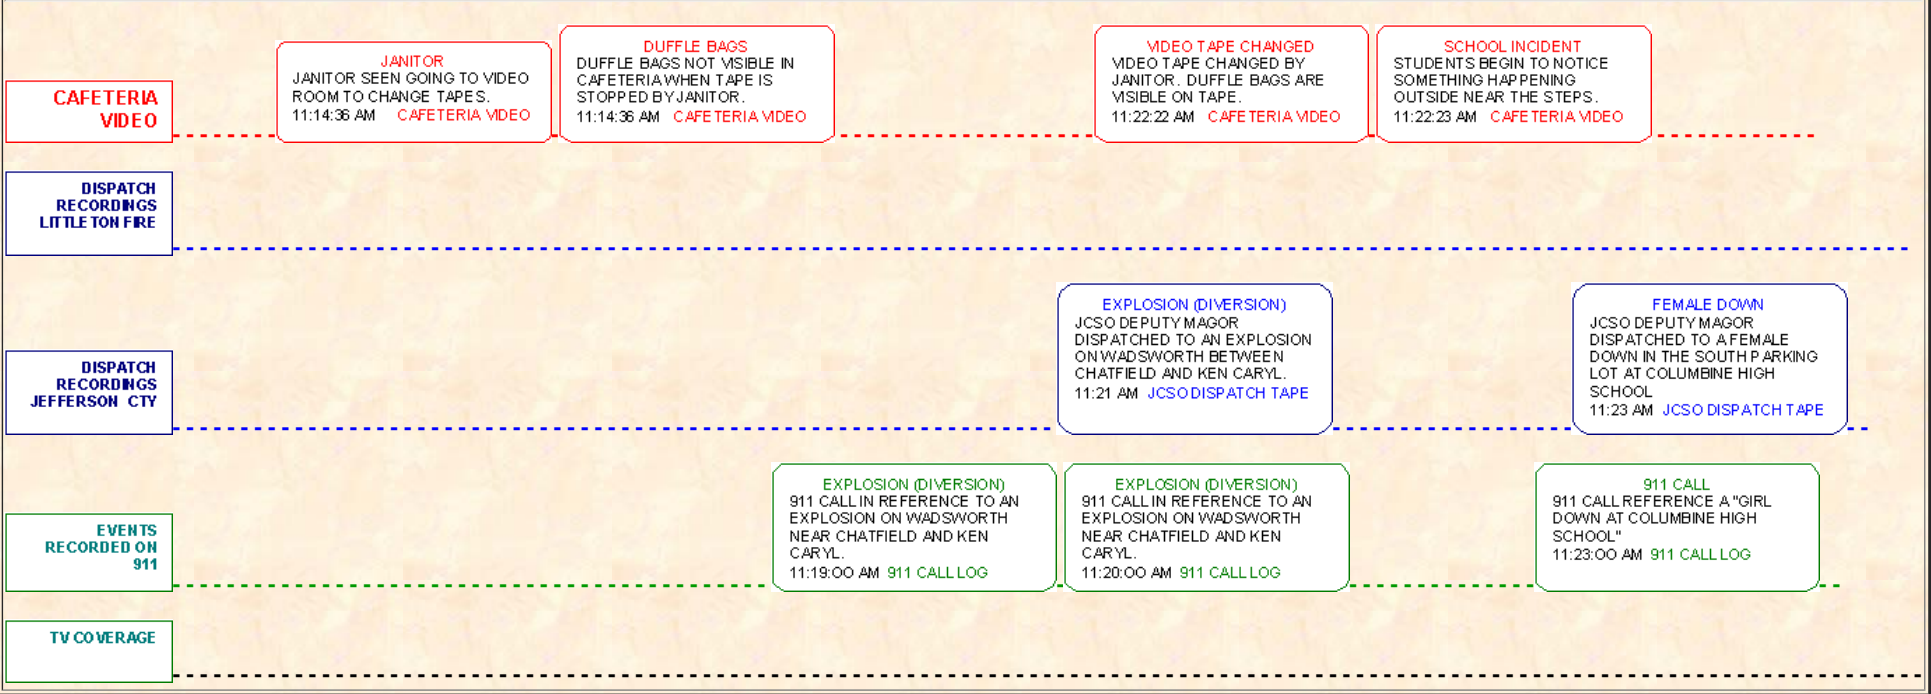 CAFETERIA
VIDEO
JANITOR
JANITOR SEEN GOING TO VIDEO
ROOM TO CHANGE TAPES.
11:14:36 AM CAFETERIA VIDEO
DUFFLE BAGS
DUFFLE BAGS NOT VISIBLE IN
CAFETERIA WHEN TAPE IS
STOPPED BY JANITOR.
11:14:36 AM CAFETERIA VIDEO
VIDEO TAPE CHANGED
VIDEO TAPE CHANGED BY
JANITOR. DUFFLE BAGS ARE
VISIBLE ON TAPE.
11:22:22 AM CAFETERIA VIDEO
SCHOOL INCIDENT
STUDENTS BEGIN TO NOTICE
SOMETHING HAPPENING
OUTSIDE NEAR THE STEPS.
11:22:23 AM CAFETERIA VIDEO
DISPATCH
RECORDINGS
LITTLETON FIRE
DISPATCH
RECORDINGS
JEFFERSON CTY
EXPLOSION (DIVERSION)
JCSO DEPUTY MAGOR
DISPATCHED TO AN EXPLOSION
ON WADSWORTH BETWEEN
CHATFIELD AND KEN CARYL.
11:21 AM JCSO DISPATCH TAPE
FEMALE DOWN
JCSO DEPUTY MAGOR
DISPATCHED TO A FEMALE
DOWN IN THE SOUTH PARKING
LOT AT COLUMBINE HIGH
SCHOOL
11:23 AM JCSO DISPATCH TAPE
EVENTS
RECORDED ON
911
EXPLOSION (DIVERSION)
911 CALL IN REFERENCE TO AN
EXPLOSION ON WADSWORTH
NEAR CHATFIELD AND KEN
CARYL.
11:19:OO AM 911 CALL LOG
EXPLOSION (DIVERSION)
911 CALL IN REFERENCE TO AN
EXPLOSION ON WADSWORTH
NEAR CHATFIELD AND KEN
CARYL.
11:20:OO AM 911 CALL LOG
911 CALL
911 CALL REFERENCE A "GIRL
DOWN AT COLUMBINE HIGH
SCHOOL"
11:23:OO AM 911 CALL LOG
TV COVERAGE